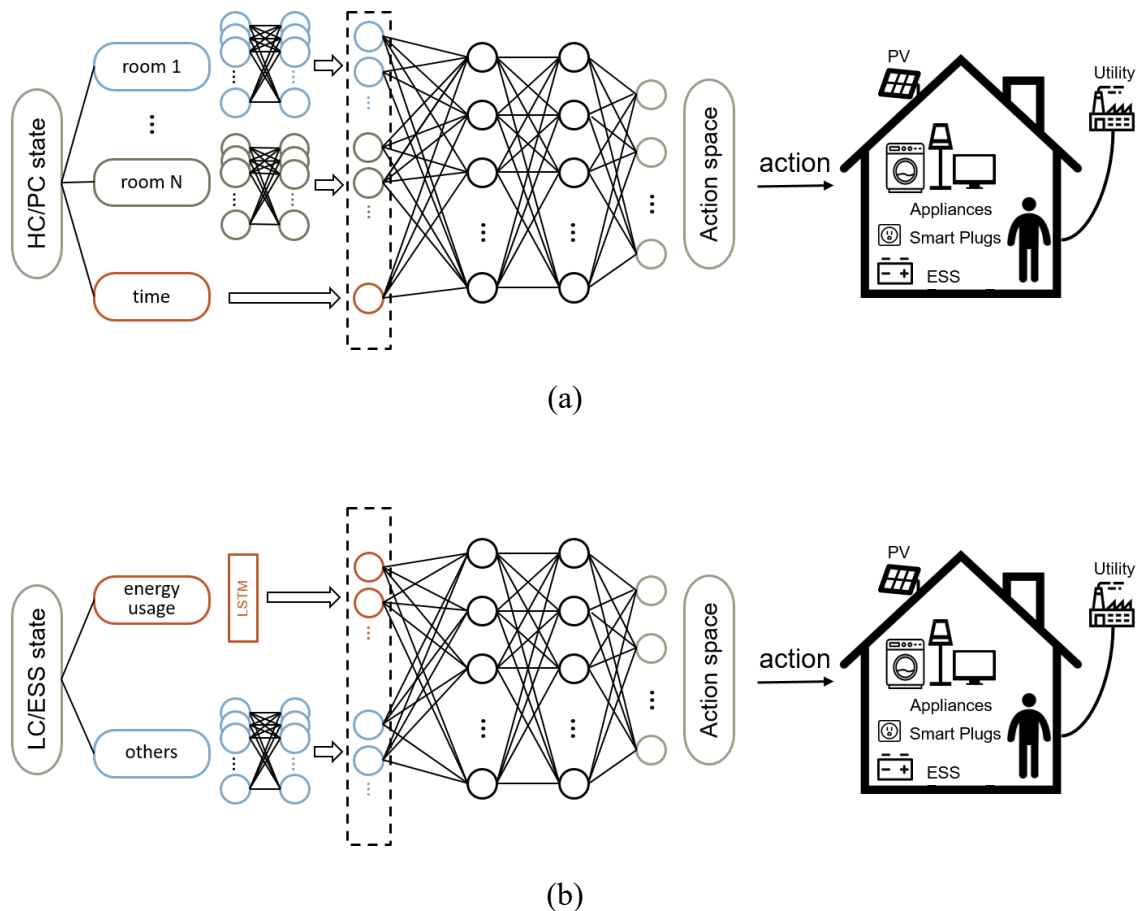 HC/PC state
room 1
...
room N
time
Action space
action
PV
Utility
Appliances
Smart Plugs
ESS
(a)
LC/ESS state
energy
usage
LSTM
others
Action space
action
PV
Utility
Appliances
Smart Plugs
ESS
(b)